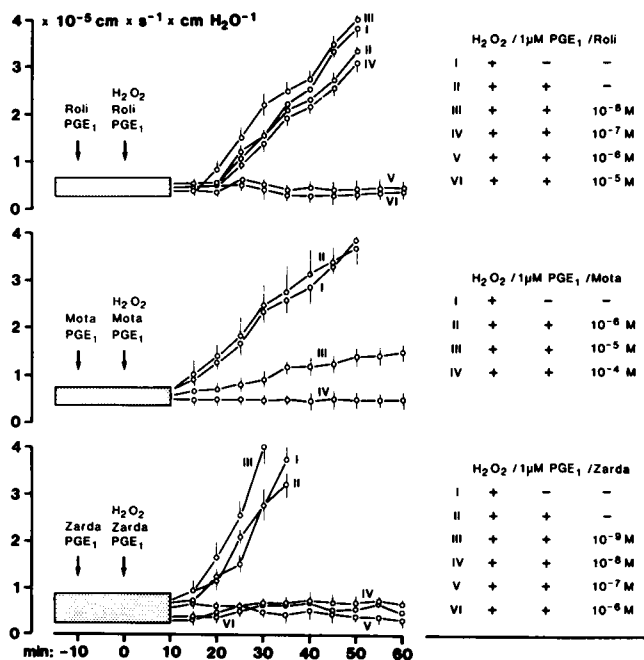 4 x 10⁻⁵ cm x s⁻¹ x cm H₂O⁻¹
III
I
II
IV
3
2
1
0
Roli
PGE₁
H₂O₂
Roli
PGE₁
V
VI
H₂O₂ / 1μM PGE₁ / Roli
I + − −
II + + −
III + + 10⁻⁸ M
IV + + 10⁻⁷ M
V + + 10⁻⁶ M
VI + + 10⁻⁵ M
4
3
2
1
0
Mota
PGE₁
H₂O₂
Mota
PGE₁
II
I
III
IV
H₂O₂ / 1μM PGE₁ / Mota
I + − −
II + + 10⁻⁶ M
III + + 10⁻⁵ M
IV + + 10⁻⁴ M
4
3
2
1
0
Zarda
PGE₁
H₂O₂
Zarda
PGE₁
III
I
II
IV
VI
V
min: -10 0 10 20 30 40 50 60
H₂O₂ / 1μM PGE₁ / Zarda
I + − −
II + + −
III + + 10⁻⁹ M
IV + + 10⁻⁸ M
V + + 10⁻⁷ M
VI + + 10⁻⁶ M